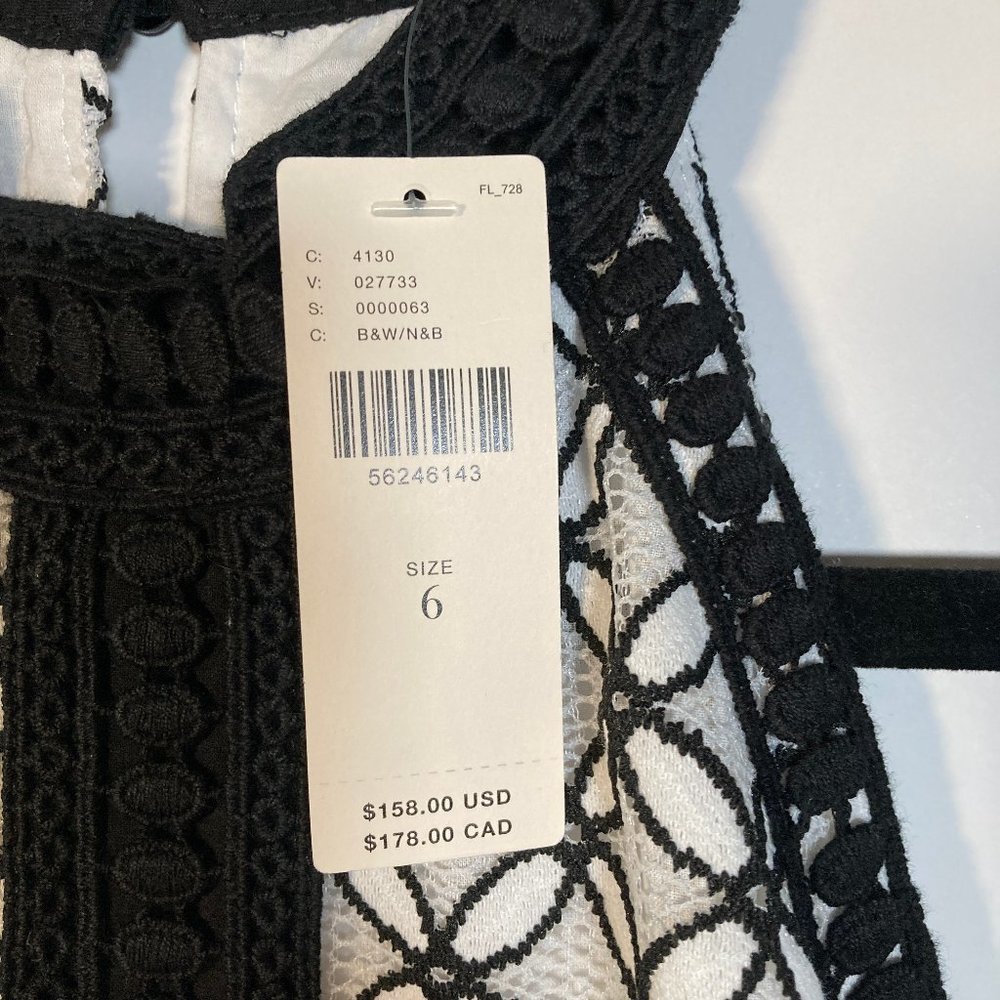 FL_728
C: 4130
V: 027733
S: 0000063
C: B&W/N&B
56246143
SIZE
6
$158.00 USD
$178.00 CAD